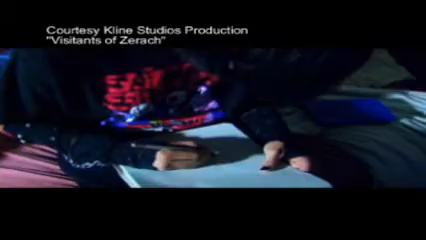 Courtesy Kline Studios Production
"Visitants of Zerach"